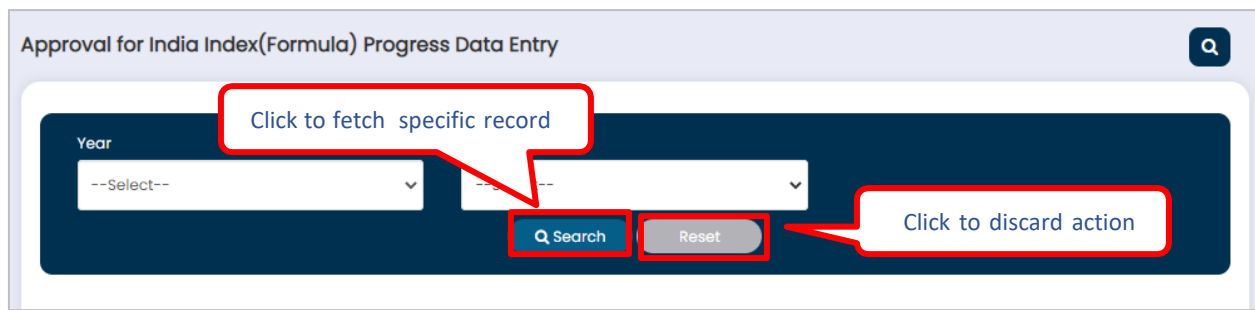 Approval for India Index(Formula) Progress Data Entry
Click to fetch specific record
Year
--Select--
Search
Reset
Click to discard action